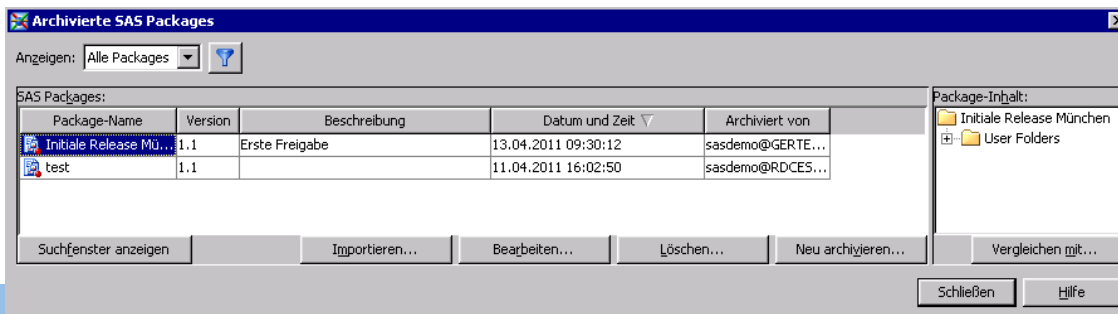 Archivierte SAS Packages
Anzeigen: Alle Packages
SAS Packages:
Package-Name Version Beschreibung Datum und Zeit Archiviert von
Initiale Release Mü... 1.1 Erste Freigabe 13.04.2011 09:30:12 sasdemo@GERTE...
test 1.1 11.04.2011 16:02:50 sasdemo@RDCES...
Suchfenster anzeigen Importieren... Bearbeiten... Löschen... Neu archivieren...
Package-Inhalt:
Initiale Release München
User Folders
Vergleichen mit...
Schließen Hilfe